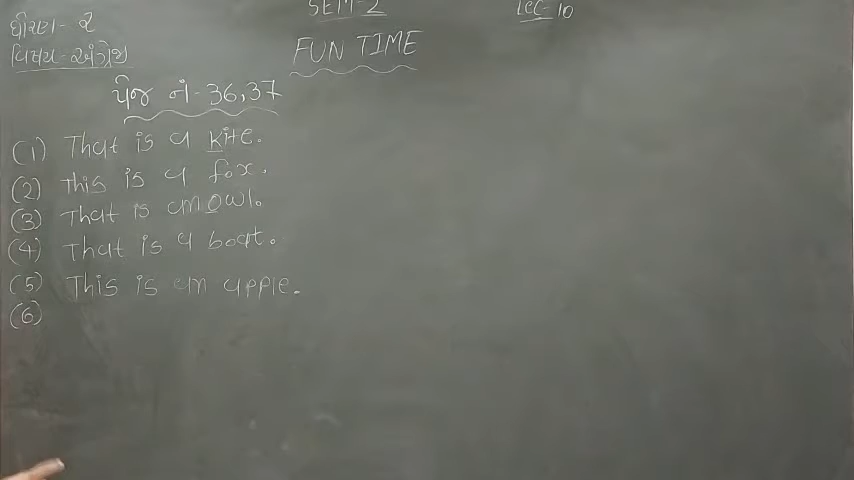 SEM-2
LEC-10
ધોરણ-૨
વિષય-અંગ્રેજી
FUN TIME
પેજ નં-36,37
(1) That is a kite.
(2) This is a fox.
(3) That is an owl.
(4) That is a boat.
(5) This is an apple.
(6)